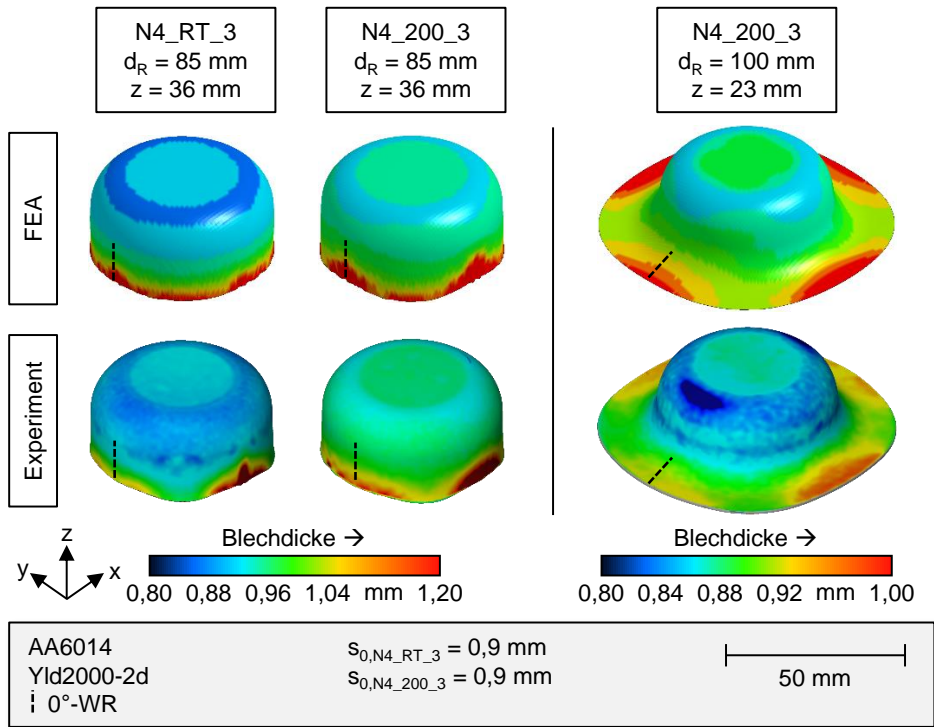 N4_RT_3
d_R = 85 mm
z = 36 mm
N4_200_3
d_R = 85 mm
z = 36 mm
N4_200_3
d_R = 100 mm
z = 23 mm
FEA
Experiment
z
y
x
Blechdicke →
0,80 0,88 0,96 1,04 mm 1,20
Blechdicke →
0,80 0,84 0,88 0,92 mm 1,00
AA6014
Yld2000-2d
0°-WR
s_0,N4_RT_3 = 0,9 mm
s_0,N4_200_3 = 0,9 mm
50 mm